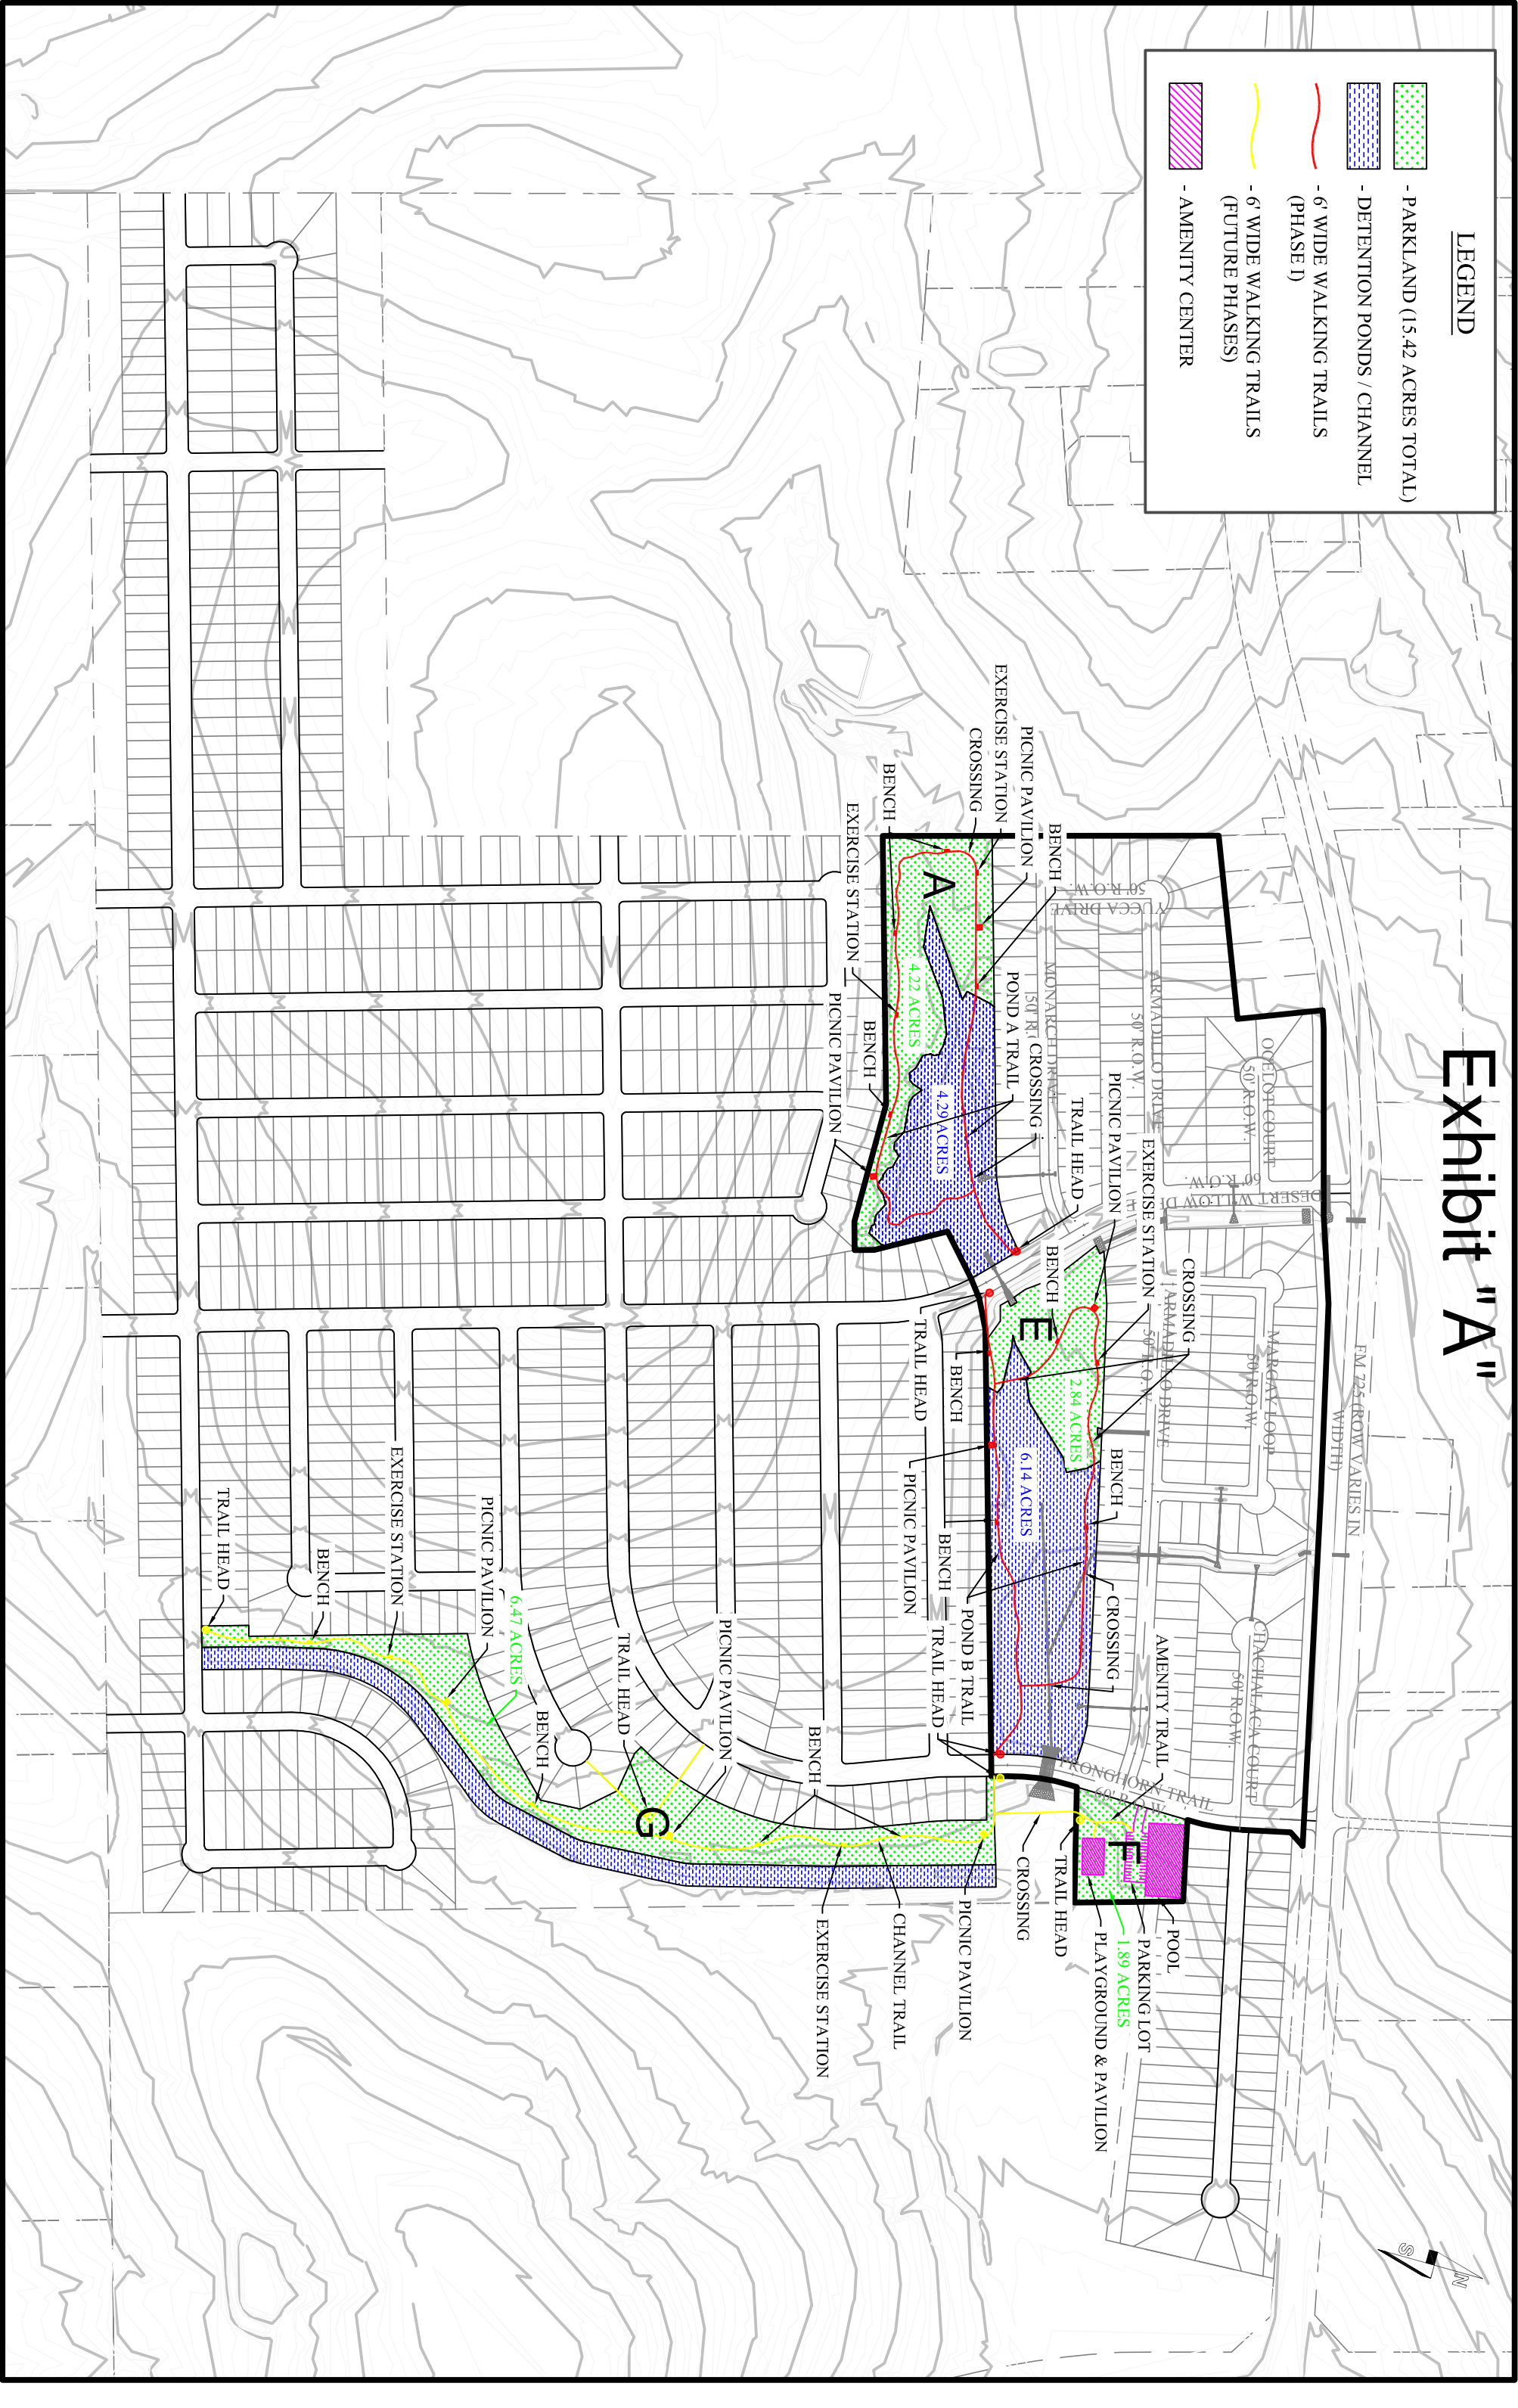 Exhibit "A"
LEGEND
- PARKLAND (15.42 ACRES TOTAL)
- DETENTION PONDS / CHANNEL
- 6' WIDE WALKING TRAILS
(PHASE I)
- 6' WIDE WALKING TRAILS
(FUTURE PHASES)
- AMENITY CENTER
N
S
FM 725 (ROW VARIES IN
WIDTH)
OCELOT COURT
50' R.O.W.
DESERT WILLOW
60' R.O.W.
MARGAY LOOP
50' R.O.W.
CHACHALACA COURT
50' R.O.W.
YUCCA DRIVE
50' R.O.W.
ARMADILLO DRIVE
50' R.O.W.
ARMADILLO DRIVE
50' R.O.W.
MONARCH DRIVE
PRONGHORN TRAIL
60' R.O.W.
BENCH
PICNIC PAVILION
EXERCISE STATION
CROSSING
BENCH
EXERCISE STATION
PICNIC PAVILION
BENCH
A
4.22 ACRES
4.29 ACRES
POND A TRAIL
CROSSING
TRAIL HEAD
PICNIC PAVILION
EXERCISE STATION
CROSSING
BENCH
E
2.84 ACRES
6.14 ACRES
TRAIL HEAD
BENCH
PICNIC PAVILION
BENCH
POND B TRAIL
TRAIL HEAD
BENCH
CROSSING
AMENITY TRAIL
F
POOL
PARKING LOT
1.89 ACRES
PLAYGROUND & PAVILION
TRAIL HEAD
CROSSING
PICNIC PAVILION
CHANNEL TRAIL
EXERCISE STATION
BENCH
PICNIC PAVILION
TRAIL HEAD
G
BENCH
6.47 ACRES
PICNIC PAVILION
EXERCISE STATION
BENCH
TRAIL HEAD